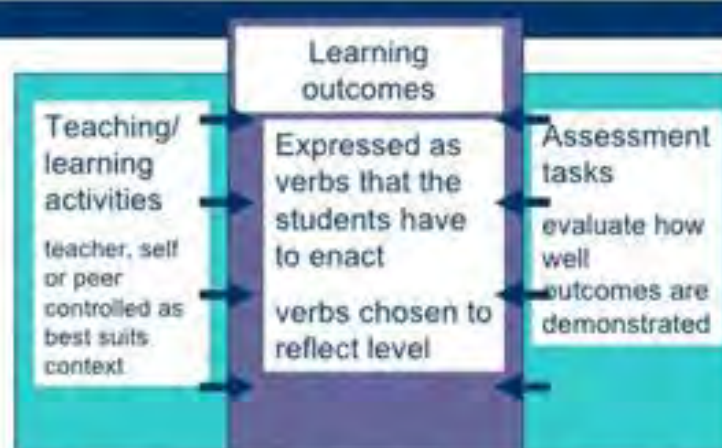 Learning
outcomes
Teaching/
learning
activities
teacher, self
or peer
controlled as
best suits
context
Expressed as
verbs that the
students have
to enact
verbs chosen to
reflect level
Assessment
tasks
evaluate how
well
outcomes are
demonstrated